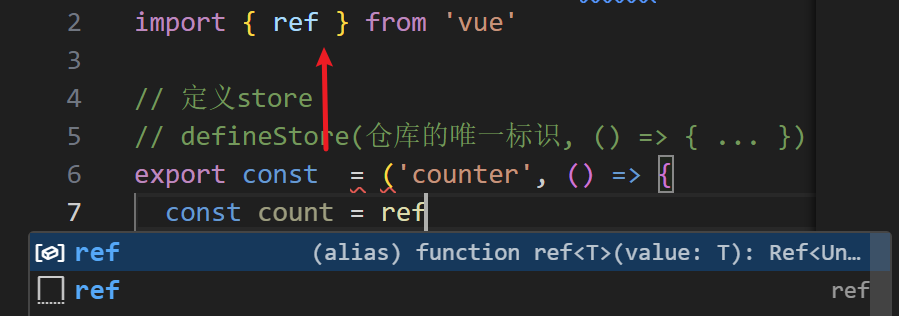 2 import { ref } from 'vue'
3
4 // 定义store
5 // defineStore(仓库的唯一标识, () => { ... })
6 export const  = ('counter', () => {
7   const count = ref
ref (alias) function ref<T>(value: T): Ref<Un…
ref ref